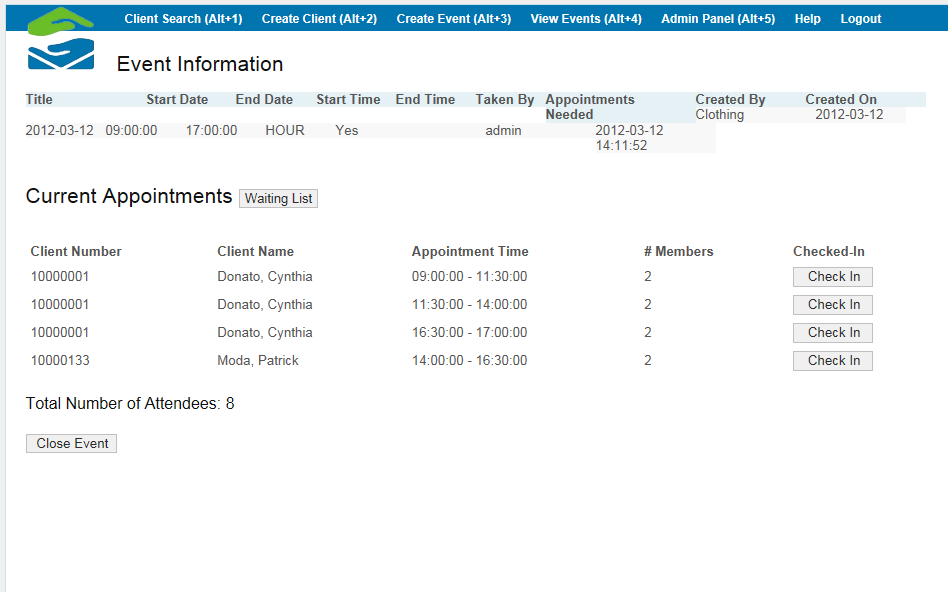 Client Search (Alt+1) Create Client (Alt+2) Create Event (Alt+3) View Events (Alt+4) Admin Panel (Alt+5) Help Logout
Event Information
Title Start Date End Date Start Time End Time Taken By Appointments Created By Created On
Needed Clothing 2012-03-12
2012-03-12 09:00:00 17:00:00 HOUR Yes admin 2012-03-12
14:11:52
Current Appointments Waiting List
Client Number Client Name Appointment Time # Members Checked-In
10000001 Donato, Cynthia 09:00:00 - 11:30:00 2 Check In
10000001 Donato, Cynthia 11:30:00 - 14:00:00 2 Check In
10000001 Donato, Cynthia 16:30:00 - 17:00:00 2 Check In
10000133 Moda, Patrick 14:00:00 - 16:30:00 2 Check In
Total Number of Attendees: 8
Close Event